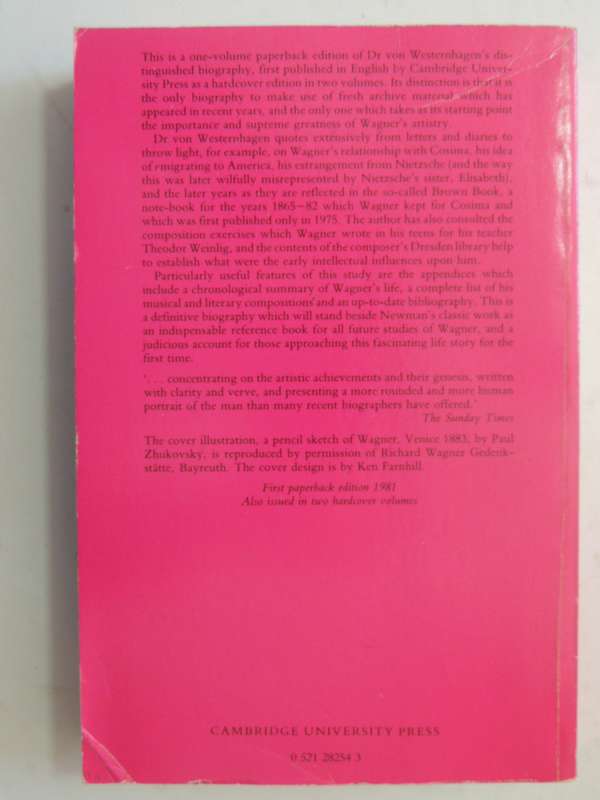 This is a one-volume paperback edition of Dr von Westernhagen's dis-
tinguished biography, first published in English by Cambridge Univer-
sity Press as a hardcover edition in two volumes. Its distinction is that it is
the only biography to make use of fresh archive material which has
appeared in recent years, and the only one which takes as its starting point
the importance and supreme greatness of Wagner's artistry.
Dr von Westernhagen quotes extensively from letters and diaries to
throw light, for example, on Wagner's relationship with Cosima, his idea
of emigrating to America, his estrangement from Nietzsche (and the way
this was later wilfully misrepresented by Nietzsche's sister, Elisabeth),
and the later years as they are reflected in the so-called Brown Book, a
note-book for the years 1865–82 which Wagner kept for Cosima and
which was first published only in 1975. The author has also consulted the
composition exercises which Wagner wrote in his teens for his teacher
Theodor Weinlig, and the contents of the composer's Dresden library help
to establish what were the early intellectual influences upon him.
Particularly useful features of this study are the appendices which
include a chronological summary of Wagner's life, a complete list of his
musical and literary compositions and an up-to-date bibliography. This is
a definitive biography which will stand beside Newman's classic work as
an indispensable reference book for all future studies of Wagner, and a
judicious account for those approaching this fascinating life story for the
first time.
'. . . concentrating on the artistic achievements and their genesis, written
with clarity and verve, and presenting a more rounded and more human
portrait of the man than many recent biographers have offered.'
The Sunday Times
The cover illustration, a pencil sketch of Wagner, Venice 1883, by Paul
Zhukovsky, is reproduced by permission of Richard Wagner Gedenk-
stätte, Bayreuth. The cover design is by Ken Farnhill.
First paperback edition 1981
Also issued in two hardcover volumes
CAMBRIDGE UNIVERSITY PRESS
0 521 28254 3